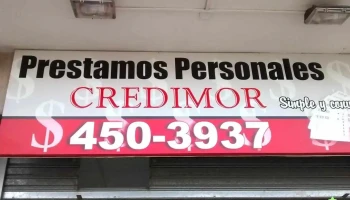 Prestamos Personales
CREDIMOR
Simple y
450-3937